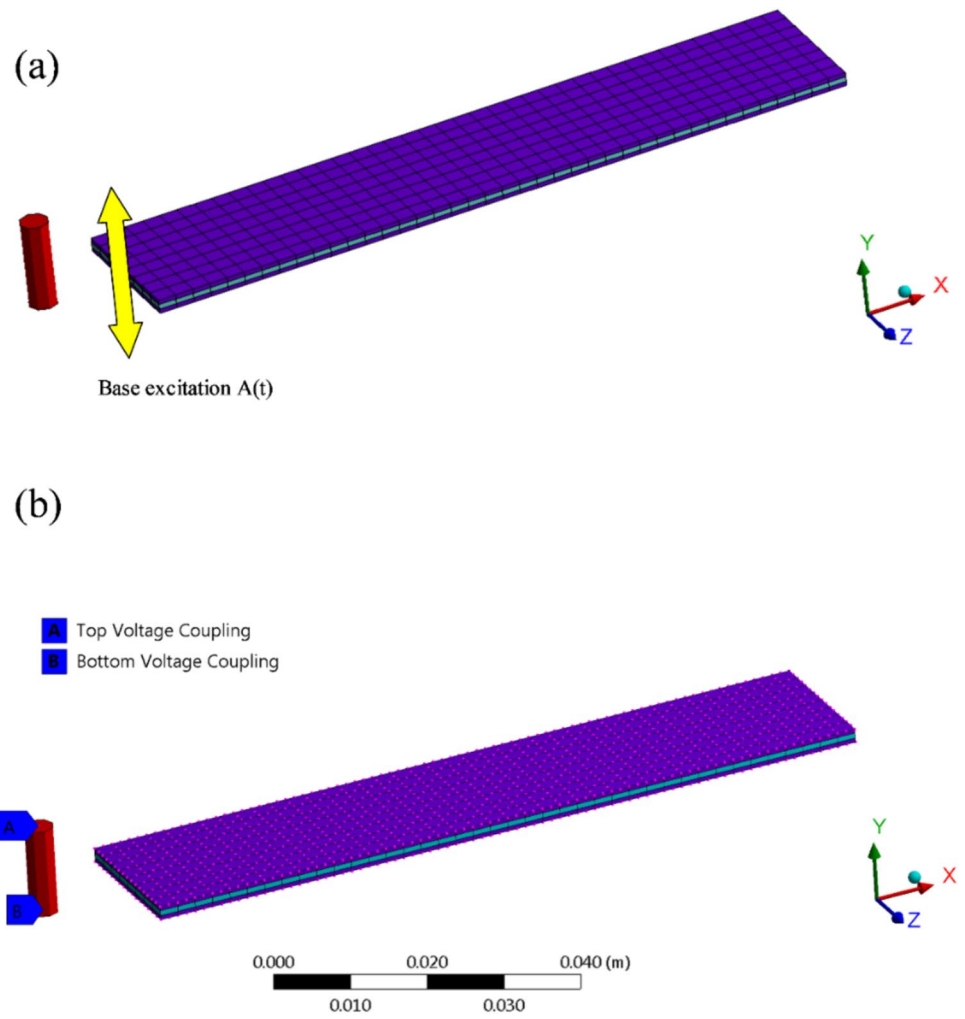 (a)
Y
X
Z
Base excitation A(t)
(b)
A Top Voltage Coupling
B Bottom Voltage Coupling
A
B
Y
X
Z
0.000 0.020 0.040 (m)
0.010 0.030